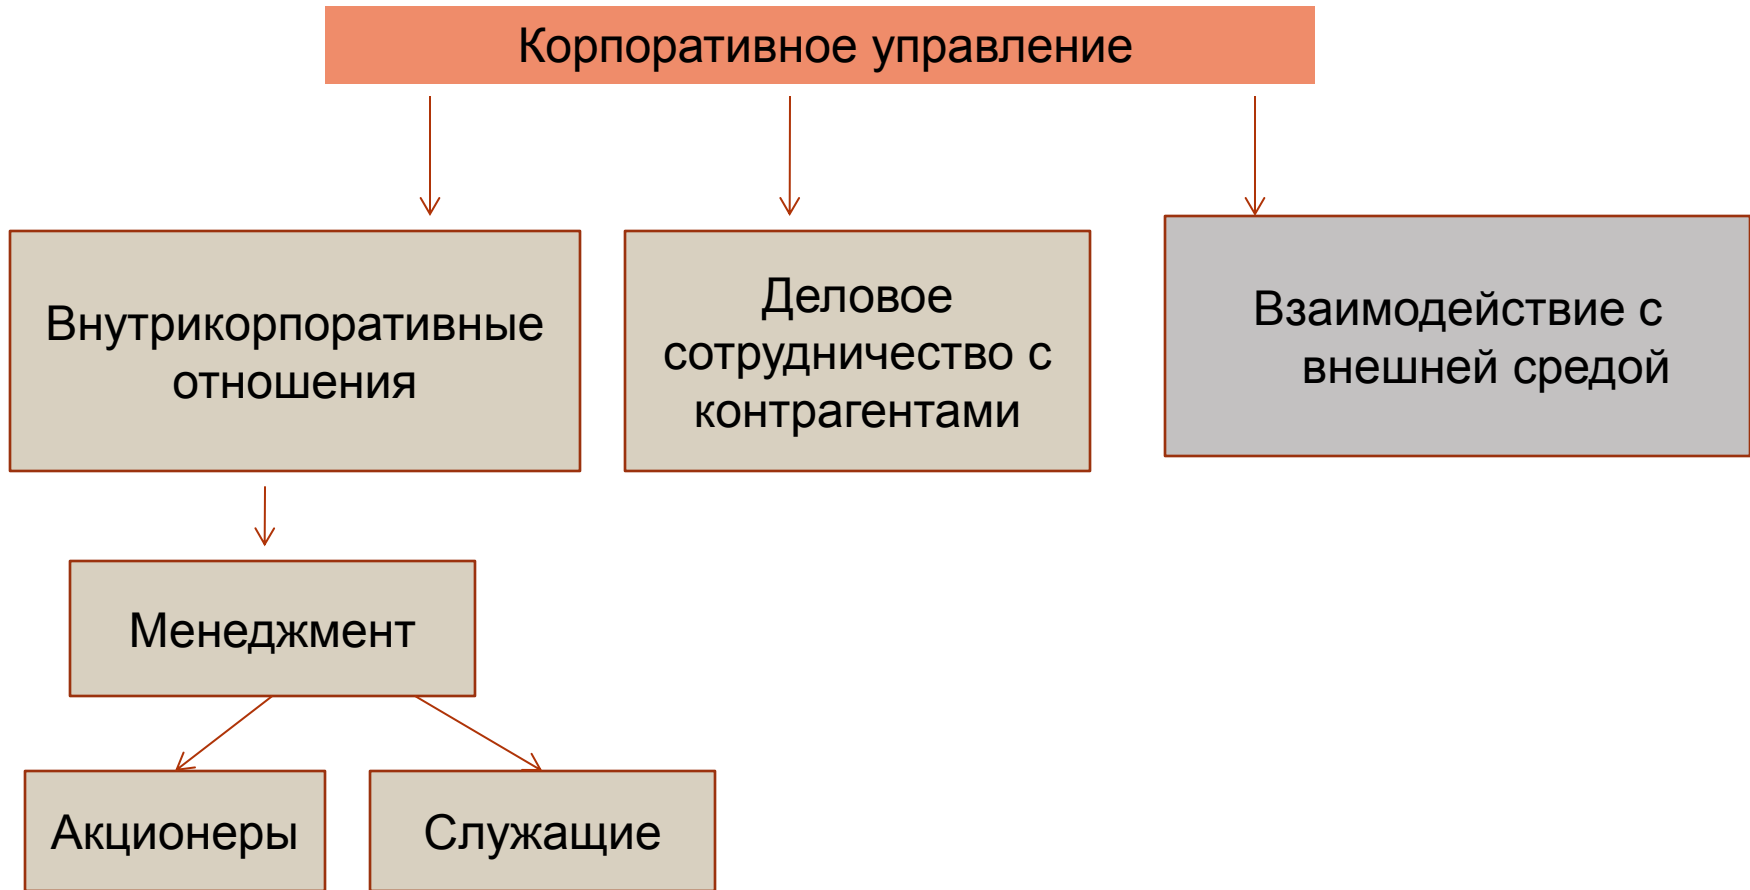 Корпоративное управление
Внутрикорпоративные
отношения
Деловое
сотрудничество с
контрагентами
Взаимодействие с
внешней средой
Менеджмент
Акционеры
Служащие